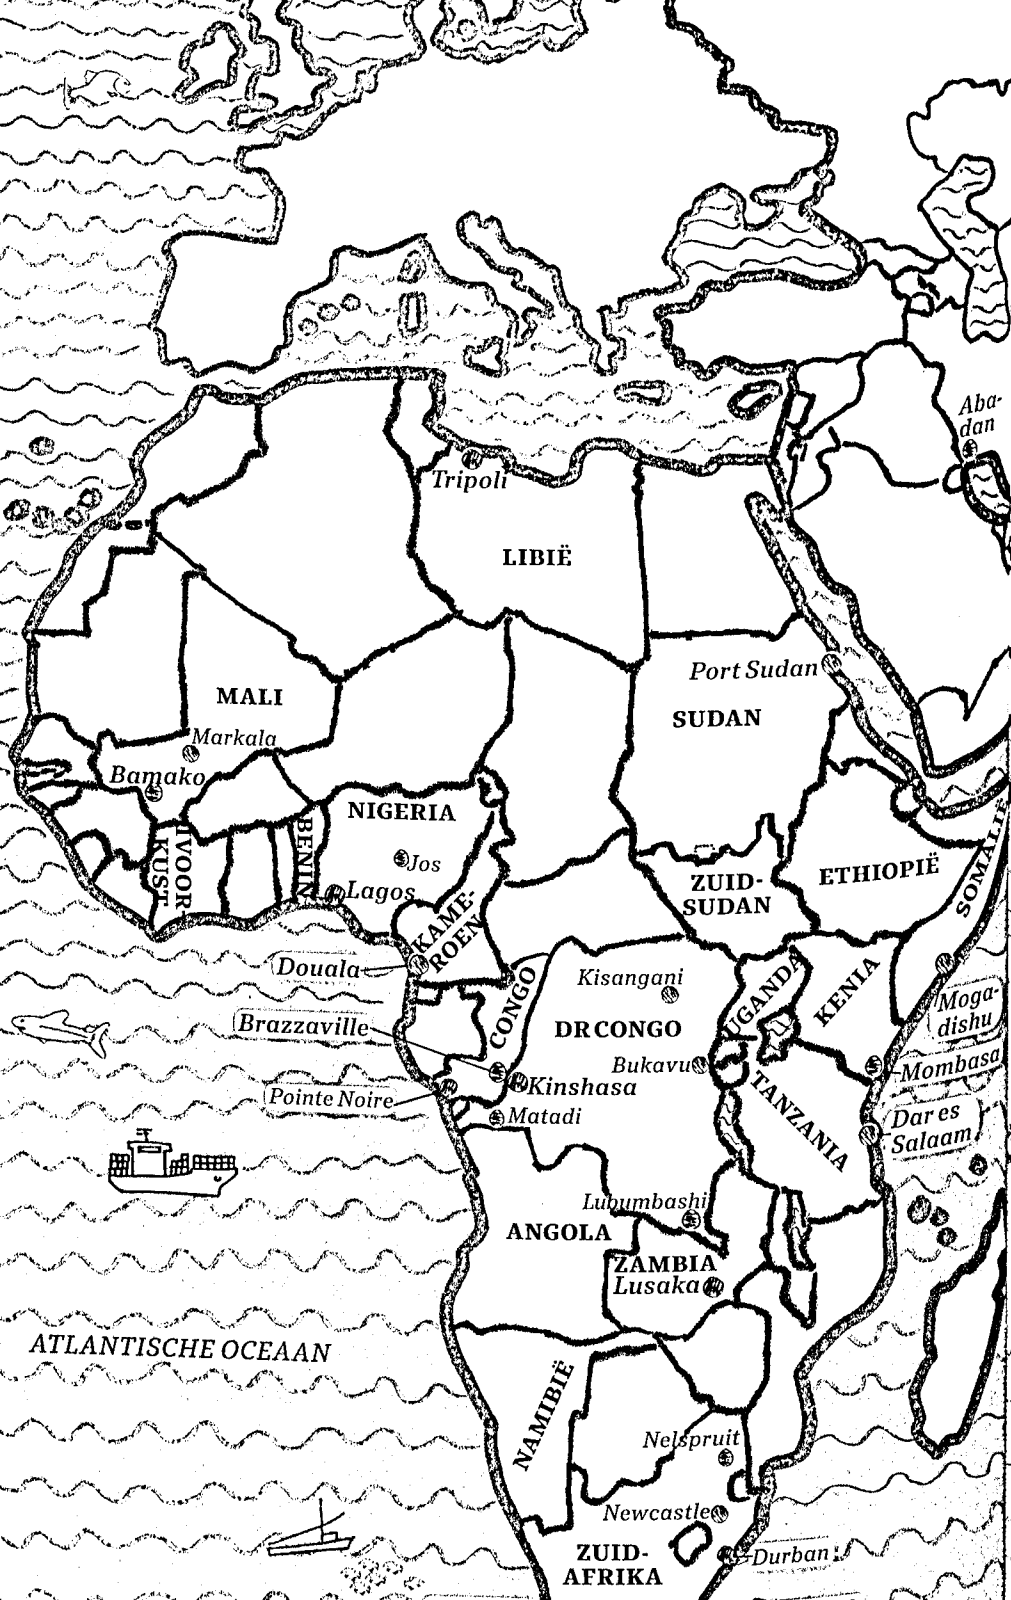 Aba-
dan
Tripoli
LIBIË
Port Sudan
MALI
SUDAN
Markala
Bamako
NIGERIA
IVOOR
KUST
BENIN
SOMALIË
Jos
ETHIOPIË
ZUID-
SUDAN
Lagos
KAME-
ROEN
Douala
CONGO
Kisangani
UGANDA
KENIA
Moga-
dishu
Brazzaville
DR CONGO
Bukavu
Mombasa
Kinshasa
Pointe Noire
TANZANIA
Matadi
Dar es
Salaam
Lubumbashi
ANGOLA
ZAMBIA
Lusaka
ATLANTISCHE OCEAAN
NAMIBIË
Nelspruit
Newcastle
ZUID-
AFRIKA
Durban